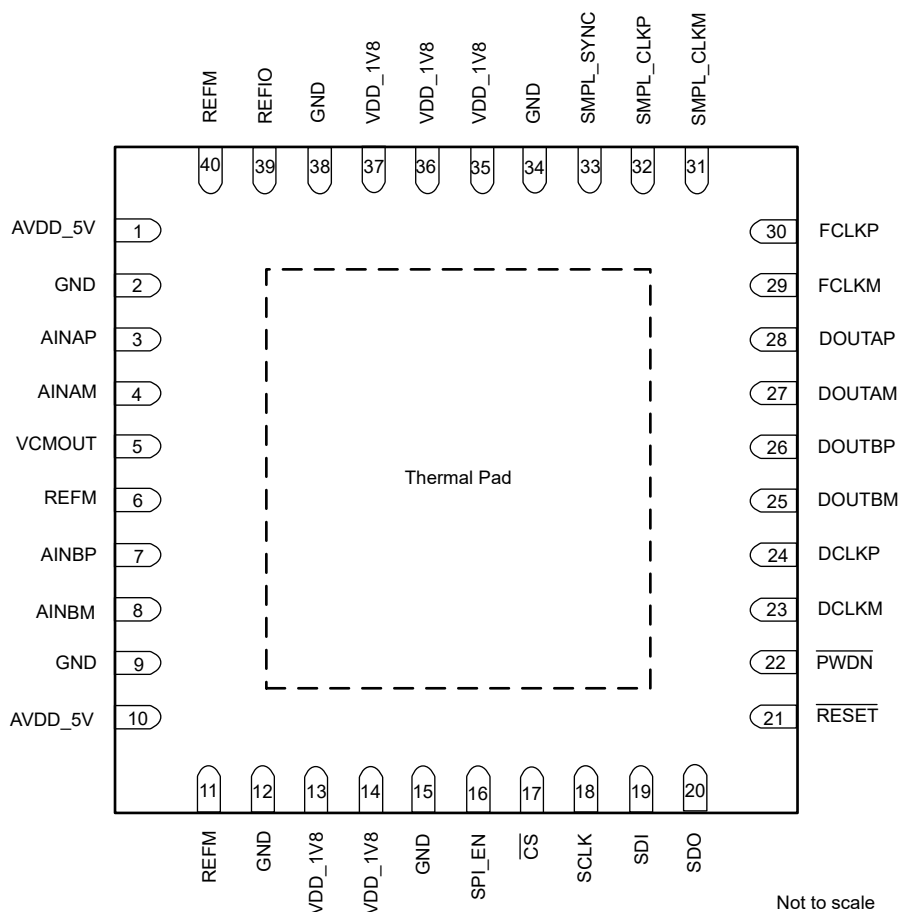 REFM
REFIO
GND
VDD_1V8
VDD_1V8
VDD_1V8
GND
SMPL_SYNC
SMPL_CLKP
SMPL_CLKM
40
39
38
37
36
35
34
33
32
31
AVDD_5V 1
GND 2
AINAP 3
AINAM 4
VCMOUT 5
REFM 6
AINBP 7
AINBM 8
GND 9
AVDD_5V 10
Thermal Pad
30 FCLKP
29 FCLKM
28 DOUTAP
27 DOUTAM
26 DOUTBP
25 DOUTBM
24 DCLKP
23 DCLKM
22 PWDN
21 RESET
11
12
13
14
15
16
17
18
19
20
REFM
GND
VDD_1V8
VDD_1V8
GND
SPI_EN
CS
SCLK
SDI
SDO
Not to scale